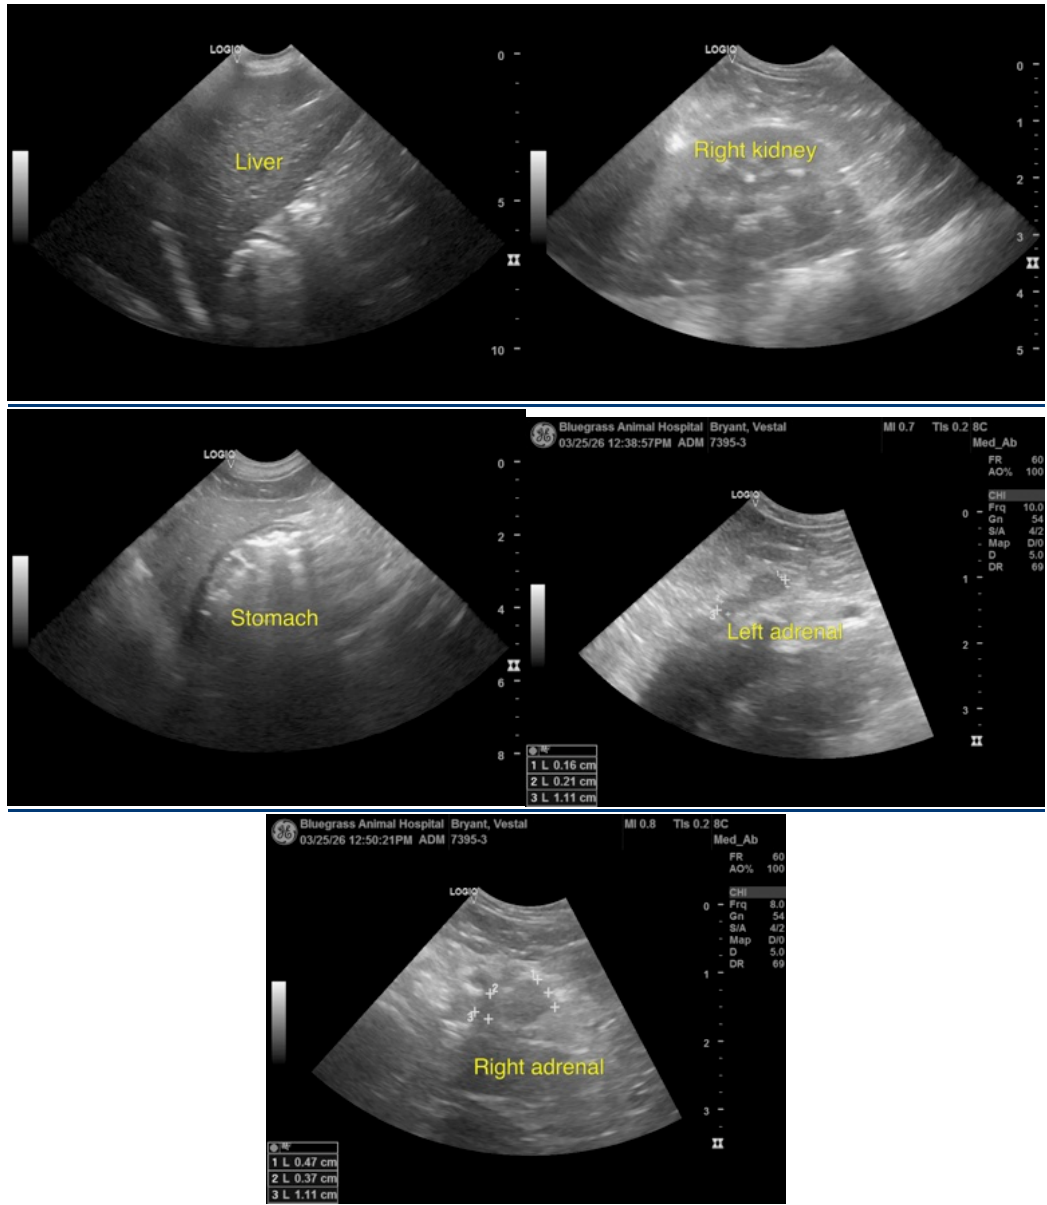 LOGIQ
0
Liver
5
10
LOGIQ
0
1
Right kidney
2
3
4
5
LOGIQ
0
2
4
Stomach
6
8
Bluegrass Animal Hospital Bryant, Vestal MI 0.7 TIs 0.2 8C
03/25/26 12:38:57PM ADM 7395-3 Med_Ab
FR 60
AO% 100
CHI
Frq 10.0
Gn 54
S/A 4/2
Map D/0
D 5.0
DR 69
LOGIQ
0
1
Left adrenal
2
3
1 L 0.16 cm
2 L 0.21 cm
3 L 1.11 cm
Bluegrass Animal Hospital Bryant, Vestal MI 0.8 TIs 0.2 8C
03/25/26 12:50:21PM ADM 7395-3 Med_Ab
FR 60
AO% 100
CHI
Frq 8.0
Gn 54
S/A 4/2
Map D/0
D 5.0
DR 69
LOGIQ
0
1
2
3
Right adrenal
2
3
1 L 0.47 cm
2 L 0.37 cm
3 L 1.11 cm